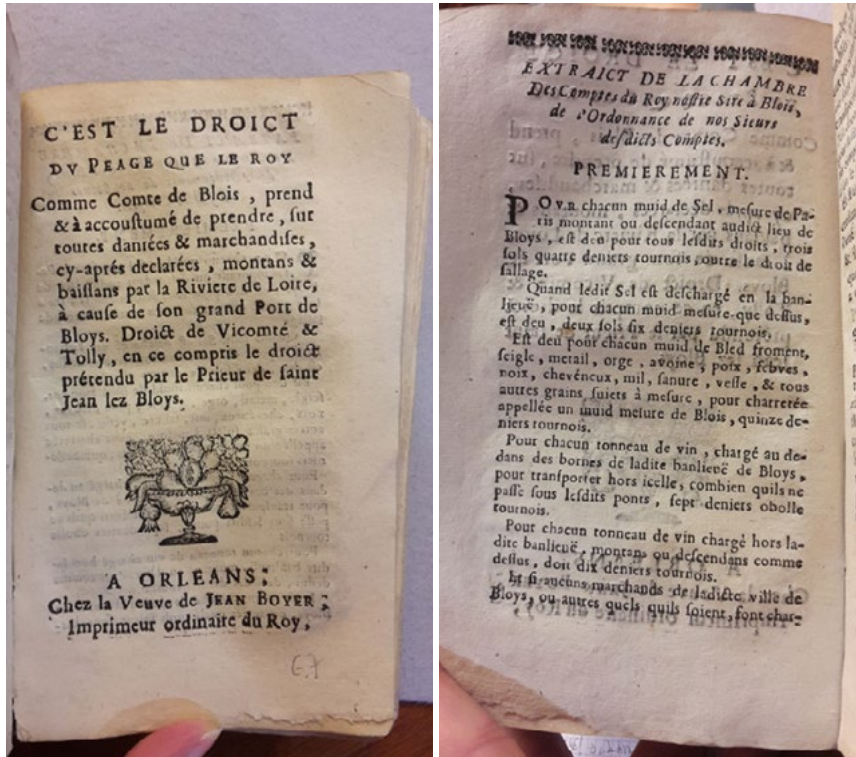 C'EST LE DROICT
DV PEAGE QUE LE ROY
Comme Comte de Blois, prend
& à accoustumé de prendre, sur
toutes danićes & marchandises,
cy-aprés declarées, montans &
baissans par la Riviere de Loire,
à cause de son grand Port de
Bloys. Droict de Vicomté &
Tolly, en ce compris le droict
prétendu par le Prieur de saint
Jean lez Bloys.
A ORLEANS;
Chez la Veuve de JEAN BOYER;
Imprimeur ordinaire du Roy,
67
EXTRAICT DE LA CHAMBRE
Des Comptes du Roy nostre Sire à Blois,
de l'Ordonnance de nos Sieurs
desdicts Comptes.
PREMIEREMENT.
POVR chacun muid de Sel, mesure de Pa-
ris montant ou descendant audict lieu de
Bloys, est deu pour tous lesdits droits, trois
sols quatre deniers tournois, outre le droit de
sallage.
Quand ledit Sel est deschargé en la ban-
lieuë, pour chacun muid mesure que dessus,
est deu, deux sols six deniers tournois.
Est deu pour chacun muid de Bled froment,
seigle, metail, orge, avoine, poix, febves,
noix, chevéneux, mil, sanure, vesse, & tous
autres grains sujets à mesure, pour charretée
appellée un muid mesure de Blois, quinze de-
niers tournois.
Pour chacun tonneau de vin, chargé au de-
dans des bornes de ladite banlieuë de Bloys,
pour transporter hors icelle, combien quils ne
passe sous lesdits ponts, sept deniers obolle
tournois.
Pour chacun tonneau de vin chargé hors la-
dite banlieuë, montans ou descendans comme
dessus, doit dix deniers tournois.
Et si aucuns marchands de ladicte ville de
Bloys, ou autres quels quils soient, font char-